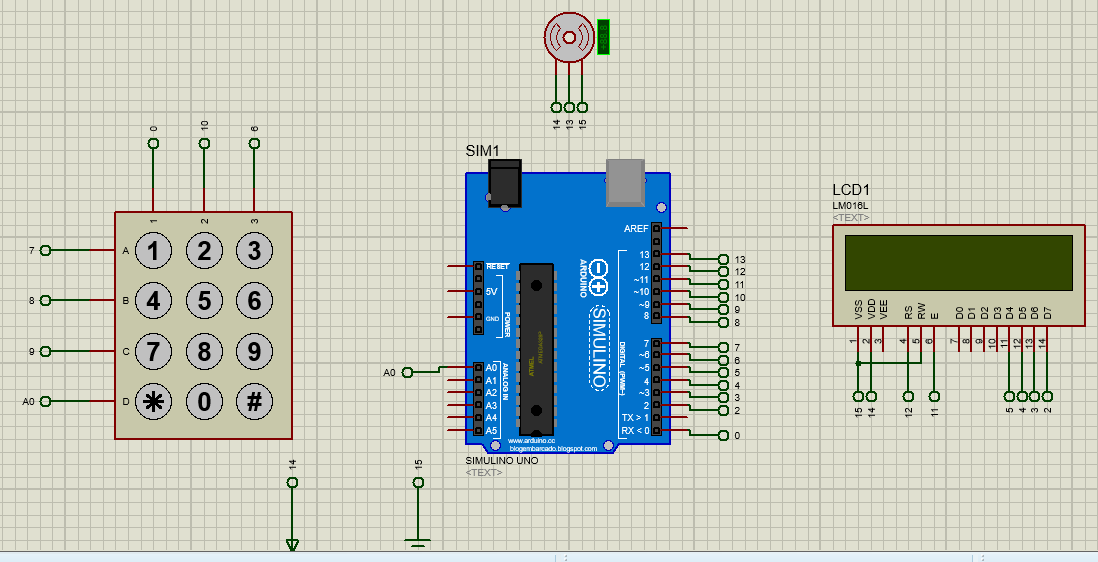 14
13
15
0
10
6
1
2
3
7
A
1
2
3
8
B
4
5
6
9
C
7
8
9
A0
D
*
0
#
14
15
A0
SIM1
AREF
RESET
5V
GND
POWER
A0
A1
A2
A3
A4
A5
ANALOG IN
ATMEL
ARDUINO
SIMULINO
DIGITAL (PWM~)
13
12
~11
~10
~9
8
7
~6
~5
4
~3
2
TX > 1
RX < 0
13
12
11
10
9
8
7
6
5
4
3
2
0
www.arduino.cc
blogembarcado.blogspot.com
SIMULINO UNO
<TEXT>
LCD1
LM016L
<TEXT>
VSS
VDD
VEE
RS
RW
E
D0
D1
D2
D3
D4
D5
D6
D7
1
2
3
4
5
6
7
8
9
10
11
12
13
14
15
14
12
11
5
4
3
2